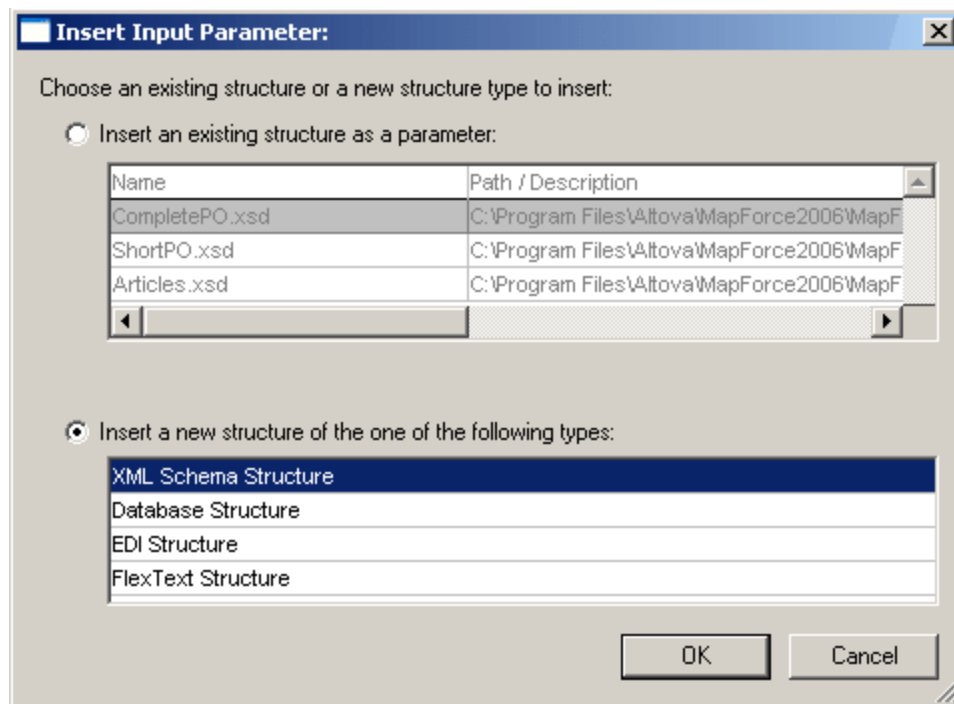 Insert Input Parameter:
Choose an existing structure or a new structure type to insert:
Insert an existing structure as a parameter:
Name Path / Description
CompletePO.xsd C:\Program Files\Altova\MapForce2006\MapF
ShortPO.xsd C:\Program Files\Altova\MapForce2006\MapF
Articles.xsd C:\Program Files\Altova\MapForce2006\MapF
Insert a new structure of the one of the following types:
XML Schema Structure
Database Structure
EDI Structure
FlexText Structure
OK Cancel